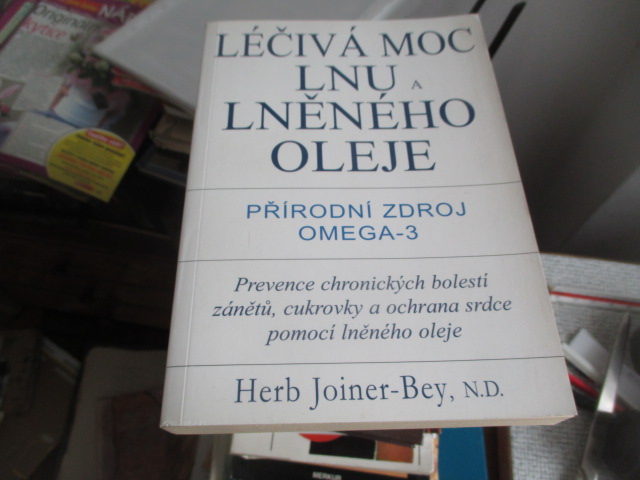 LÉČIVÁ MOC
LNU A
LNĚNÉHO
OLEJE
PŘÍRODNÍ ZDROJ
OMEGA-3
Prevence chronických bolestí
zánětů, cukrovky a ochrana srdce
pomocí lněného oleje
Herb Joiner-Bey, N.D.
MERKUR